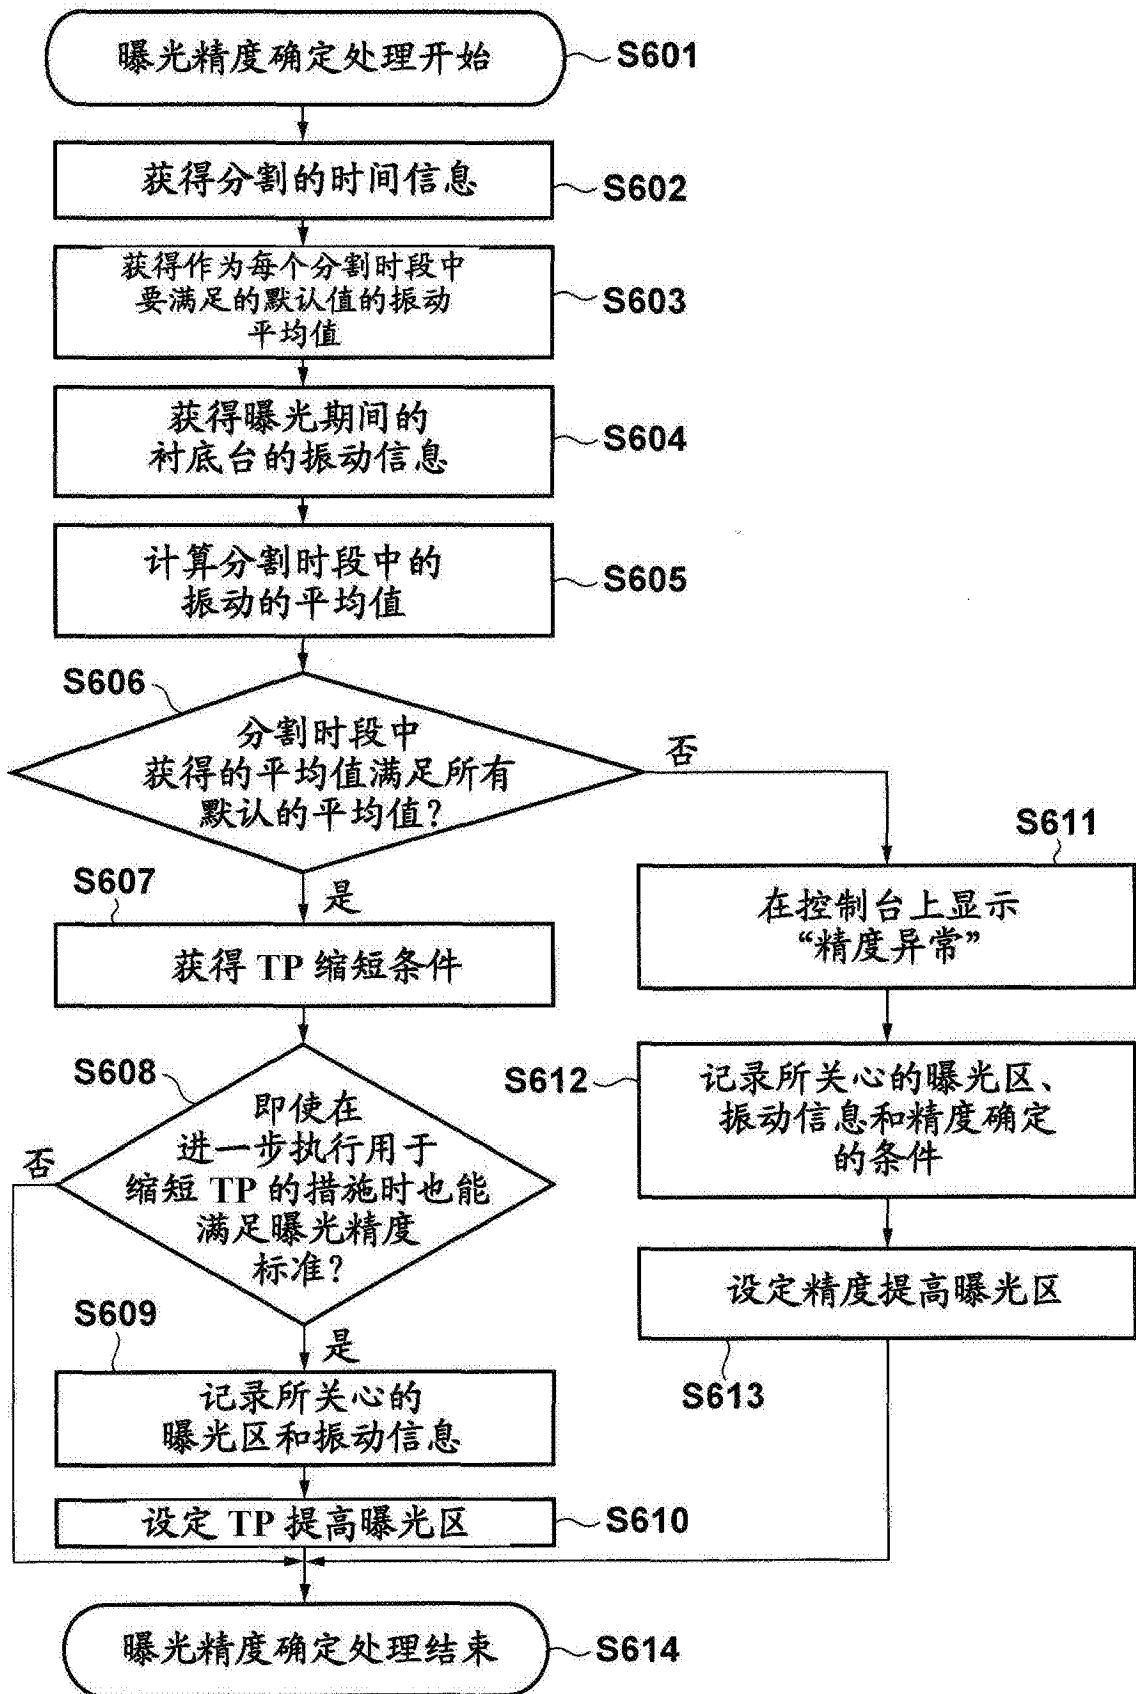 曝光精度确定处理开始
S601
获得分割的时间信息
S602
获得作为每个分割时段中
要满足的默认值的振动
平均值
S603
获得曝光期间的
衬底台的振动信息
S604
计算分割时段中的
振动的平均值
S605
S606
分割时段中
获得的平均值满足所有
默认的平均值?
否
是
S607
获得 TP 缩短条件
S608
即使在
进一步执行用于
缩短 TP 的措施时也能
满足曝光精度
标准?
否
是
S609
记录所关心的
曝光区和振动信息
设定 TP 提高曝光区
S610
S611
在控制台上显示
“精度异常”
S612
记录所关心的曝光区、
振动信息和精度确定
的条件
设定精度提高曝光区
S613
曝光精度确定处理结束
S614